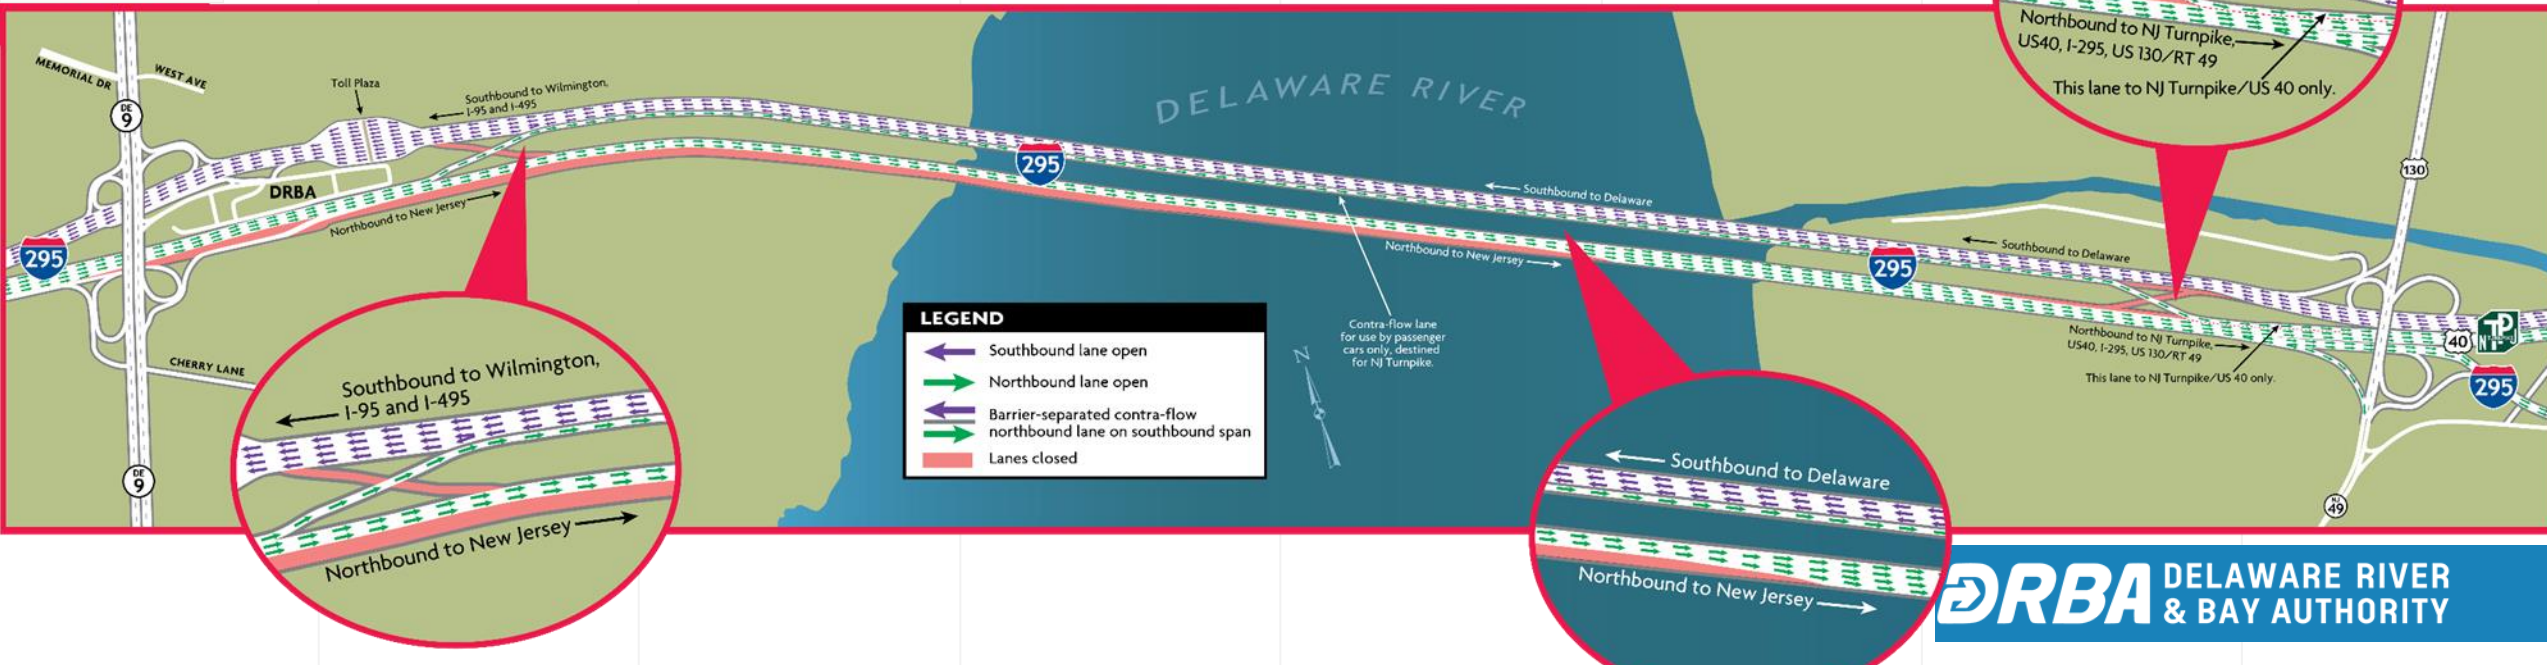 MEMORIAL DR
WEST AVE
DE
9
Toll Plaza
Southbound to Wilmington,
I-95 and I-495
DRBA
Northbound to New Jersey
295
CHERRY LANE
DE
9
Southbound to Wilmington,
I-95 and I-495
Northbound to New Jersey
DELAWARE RIVER
295
Southbound to Delaware
Northbound to New Jersey
Contra-flow lane
for use by passenger
cars only, destined
for NJ Turnpike.
N
LEGEND
Southbound lane open
Northbound lane open
Barrier-separated contra-flow
northbound lane on southbound span
Lanes closed
Southbound to Delaware
Northbound to New Jersey
295
Southbound to Delaware
Northbound to NJ Turnpike,
US40, I-295, US 130/RT 49
This lane to NJ Turnpike/US 40 only.
Northbound to NJ Turnpike,
US40, I-295, US 130/RT 49
This lane to NJ Turnpike/US 40 only.
130
40
295
NJ
49
DRBA DELAWARE RIVER
& BAY AUTHORITY